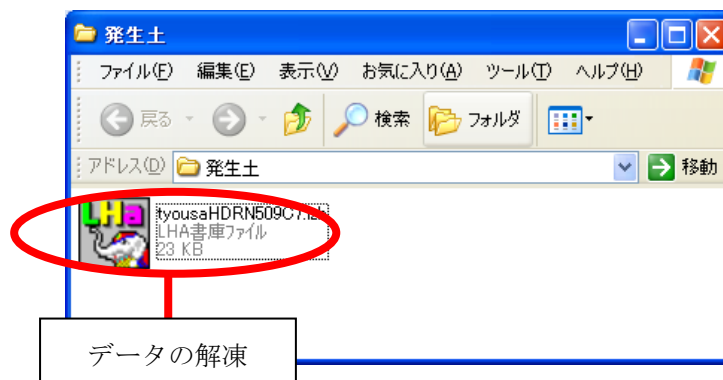 発生土
ファイル(F) 編集(E) 表示(V) お気に入り(A) ツール(T) ヘルプ(H)
戻る 検索 フォルダ
アドレス(D) 発生土 移動
LHa tyousaHDRN509C7.lzh
LHA書庫ファイル
23 KB
データの解凍